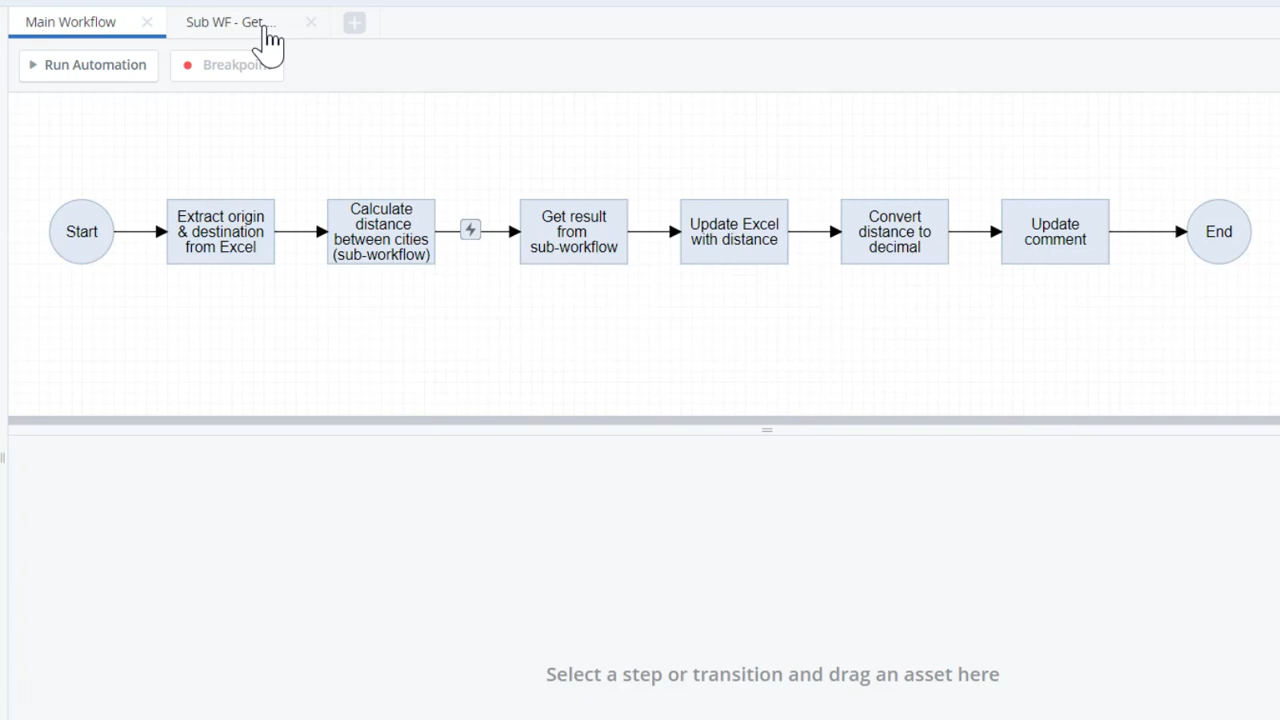 Main Workflow
Sub WF - Get ...
Run Automation
Breakpoint
Start
Extract origin
& destination
from Excel
Calculate
distance
between cities
(sub-workflow)
Get result
from
sub-workflow
Update Excel
with distance
Convert
distance to
decimal
Update
comment
End
Select a step or transition and drag an asset here